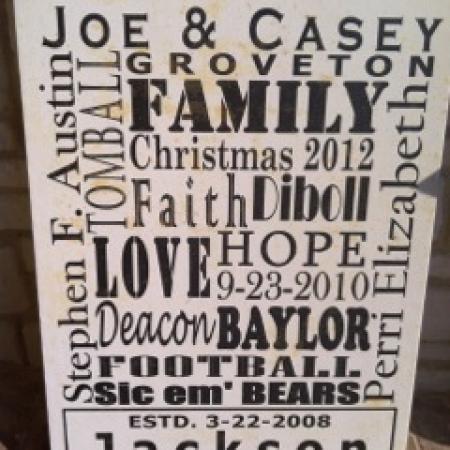 JOE & CASEY
GROVETON
Stephen F. Austin
TOMBALL
FAMILY
Christmas 2012
Faith Diboll
LOVE HOPE
9-23-2010
Perri Elizabeth
Deacon BAYLOR
FOOTBALL
Sic em' BEARS
ESTD. 3-22-2008
Jackson